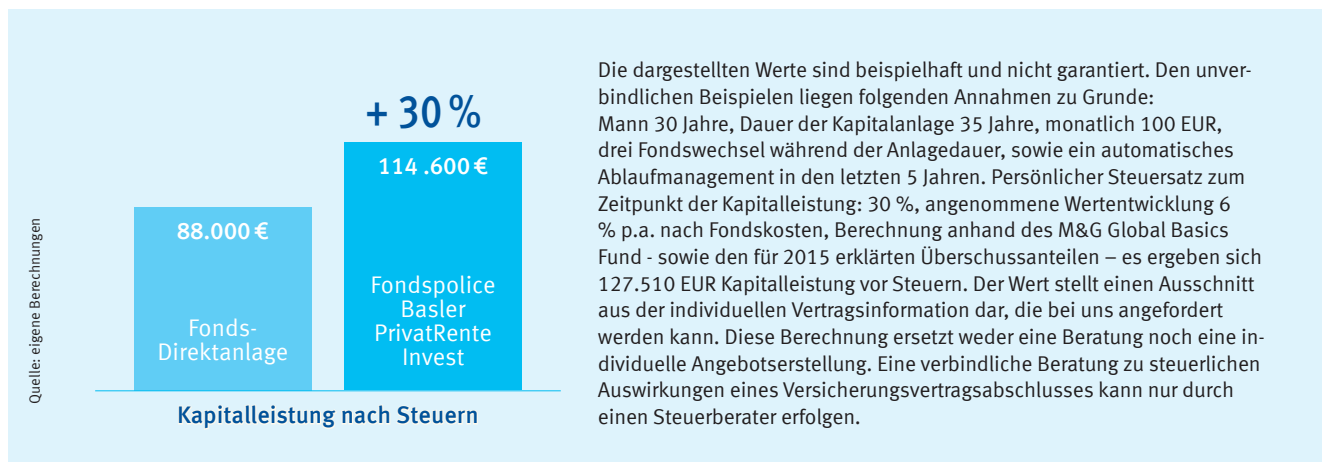 + 30 %
114 .600 €
88.000 €
Fondspolice
Basler
PrivatRente
Invest
Fonds-
Direktanlage
Kapitalleistung nach Steuern
Quelle: eigene Berechnungen
Die dargestellten Werte sind beispielhaft und nicht garantiert. Den unver-
bindlichen Beispielen liegen folgenden Annahmen zu Grunde:
Mann 30 Jahre, Dauer der Kapitalanlage 35 Jahre, monatlich 100 EUR,
drei Fondswechsel während der Anlagedauer, sowie ein automatisches
Ablaufmanagement in den letzten 5 Jahren. Persönlicher Steuersatz zum
Zeitpunkt der Kapitalleistung: 30 %, angenommene Wertentwicklung 6
% p.a. nach Fondskosten, Berechnung anhand des M&G Global Basics
Fund - sowie den für 2015 erklärten Überschussanteilen – es ergeben sich
127.510 EUR Kapitalleistung vor Steuern. Der Wert stellt einen Ausschnitt
aus der individuellen Vertragsinformation dar, die bei uns angefordert
werden kann. Diese Berechnung ersetzt weder eine Beratung noch eine in-
dividuelle Angebotserstellung. Eine verbindliche Beratung zu steuerlichen
Auswirkungen eines Versicherungsvertragsabschlusses kann nur durch
einen Steuerberater erfolgen.